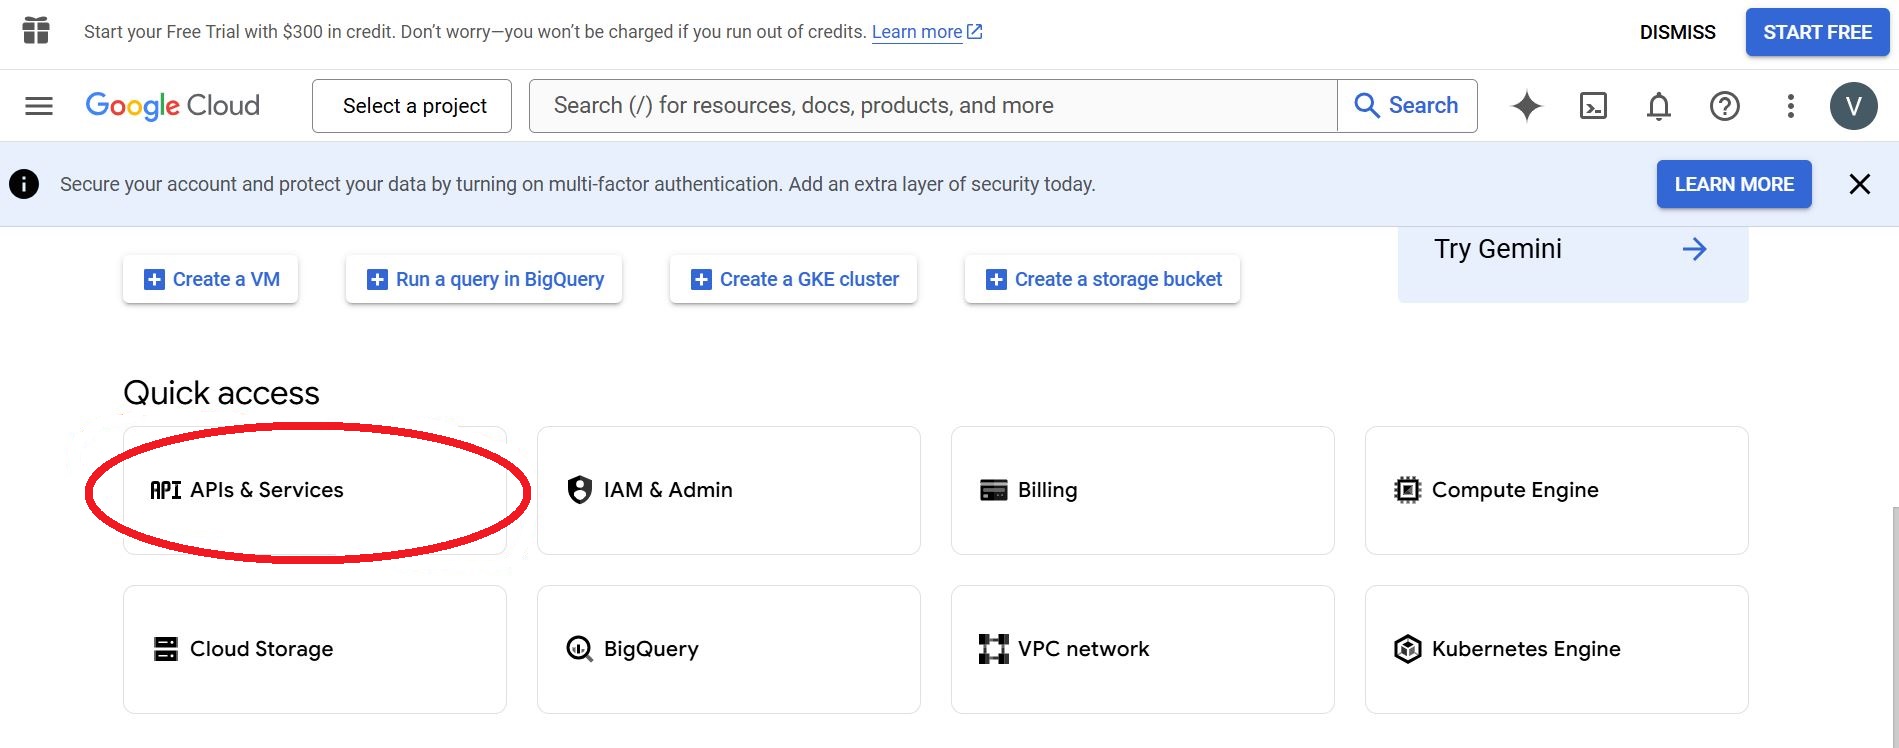 Start your Free Trial with $300 in credit. Don’t worry—you won’t be charged if you run out of credits. Learn more
DISMISS
START FREE
Google Cloud
Select a project
Search (/) for resources, docs, products, and more
Search
V
Secure your account and protect your data by turning on multi-factor authentication. Add an extra layer of security today.
LEARN MORE
Create a VM
Run a query in BigQuery
Create a GKE cluster
Create a storage bucket
Try Gemini
Quick access
API APIs & Services
IAM & Admin
Billing
Compute Engine
Cloud Storage
BigQuery
VPC network
Kubernetes Engine